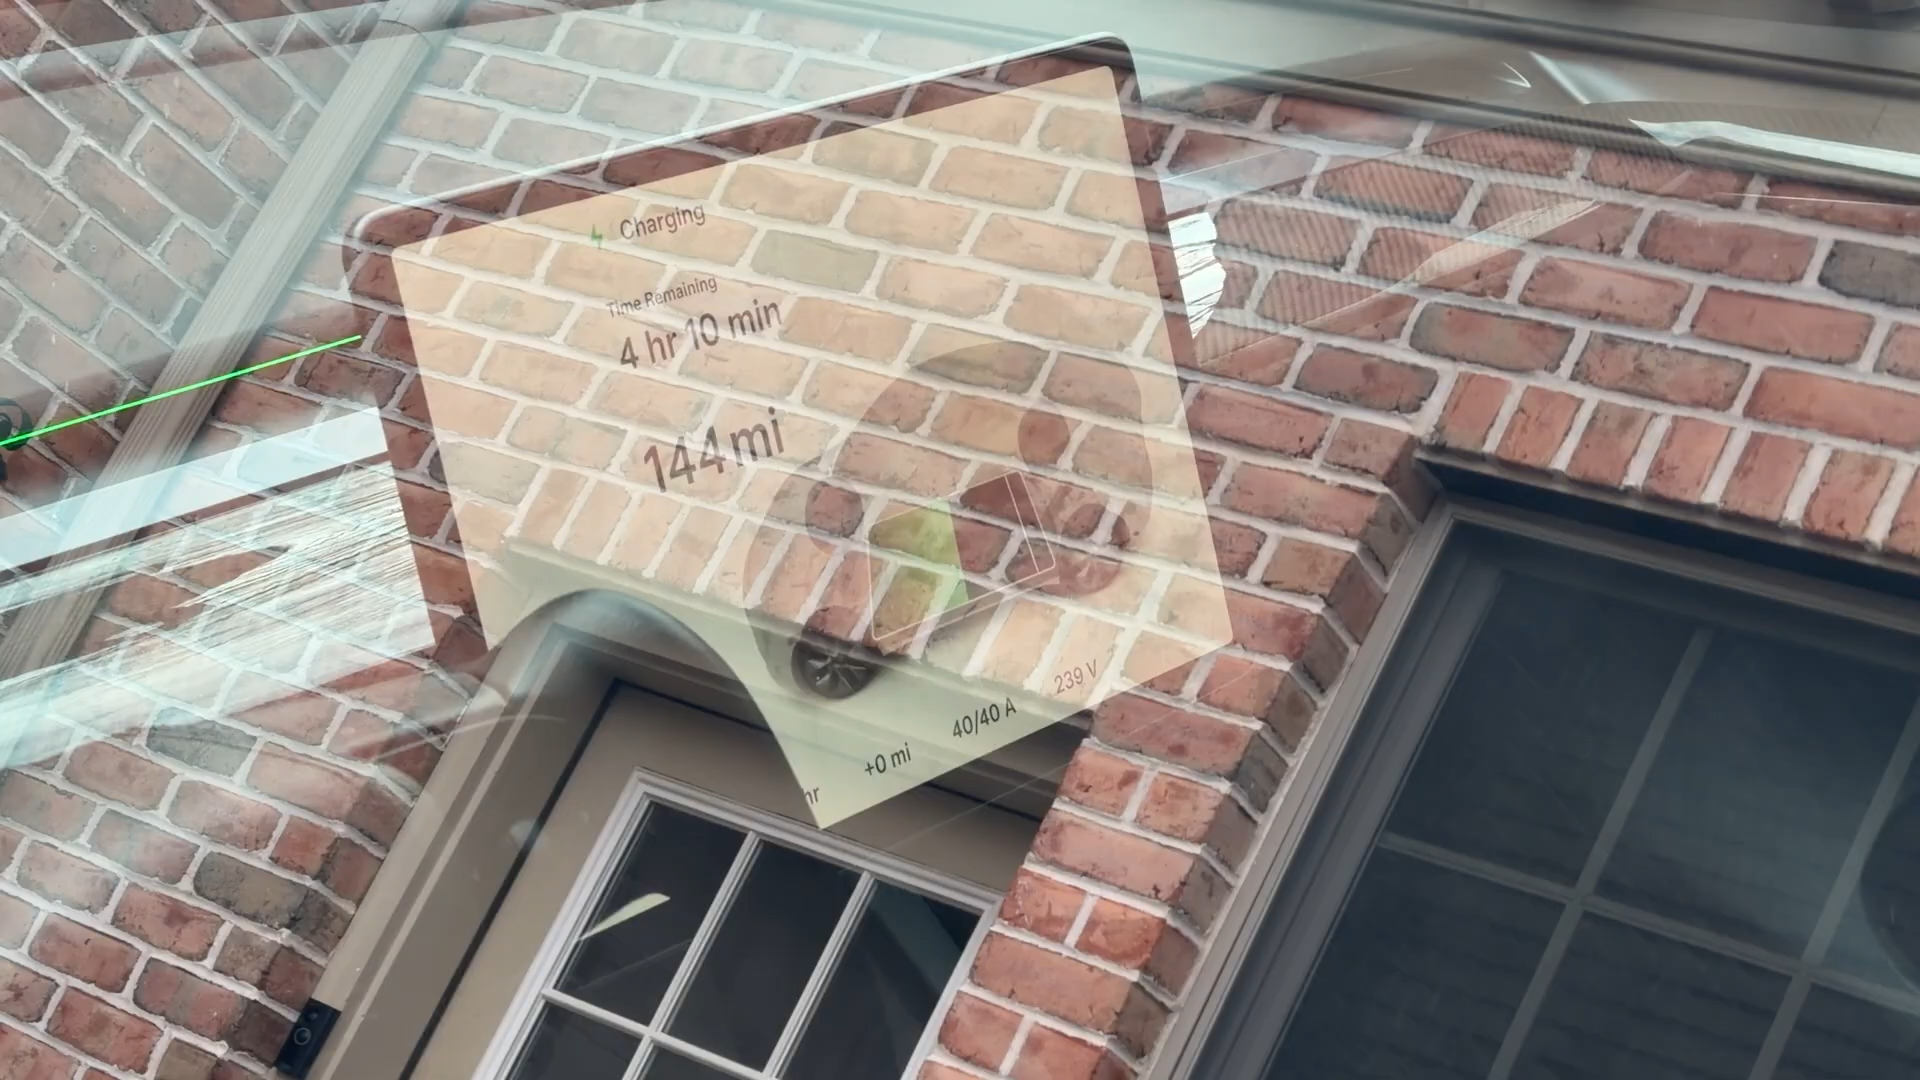 Charging
Time Remaining
4 hr 10 min
144 mi
hr
+0 mi
40/40 A
239 V